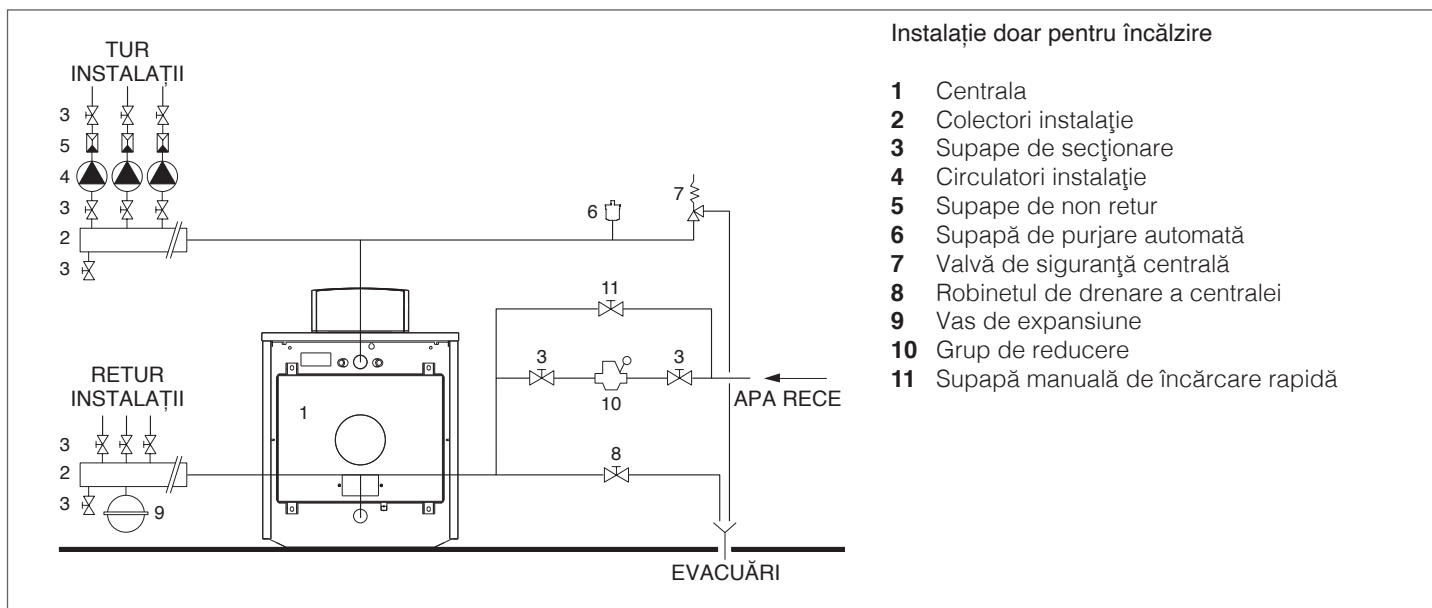 TUR
INSTALAȚII
3
5
4
3
2
3
6
7
11
3
3
10
APA RECE
RETUR
INSTALAȚII
1
3
2
3
9
8
EVACUĂRI
Instalație doar pentru încălzire
1 Centrala
2 Colectori instalaţie
3 Supape de secţionare
4 Circulatori instalaţie
5 Supape de non retur
6 Supapă de purjare automată
7 Valvă de siguranţă centrală
8 Robinetul de drenare a centralei
9 Vas de expansiune
10 Grup de reducere
11 Supapă manuală de încărcare rapidă